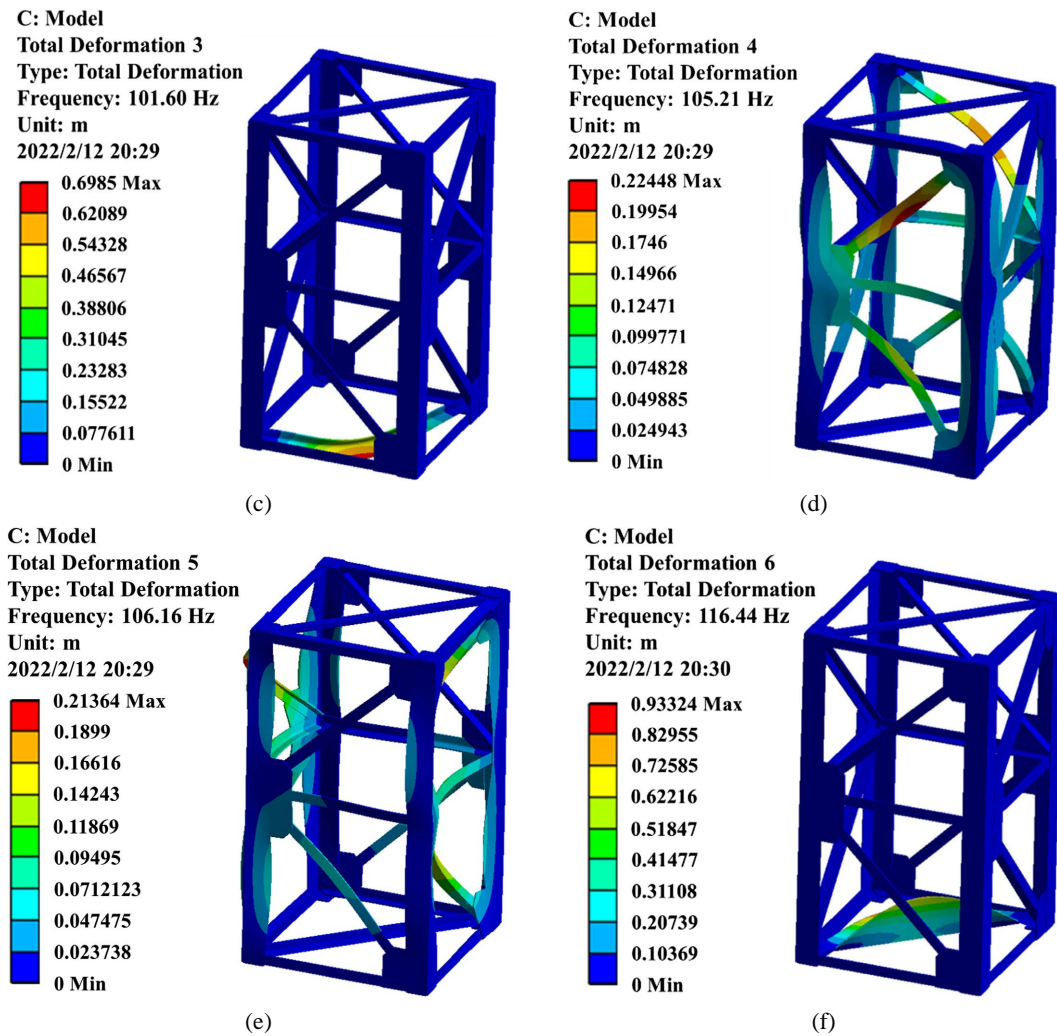 C: Model
Total Deformation 3
Type: Total Deformation
Frequency: 101.60 Hz
Unit: m
2022/2/12 20:29
0.6985 Max
0.62089
0.54328
0.46567
0.38806
0.31045
0.23283
0.15522
0.077611
0 Min
(c)
C: Model
Total Deformation 4
Type: Total Deformation
Frequency: 105.21 Hz
Unit: m
2022/2/12 20:29
0.22448 Max
0.19954
0.1746
0.14966
0.12471
0.099771
0.074828
0.049885
0.024943
0 Min
(d)
C: Model
Total Deformation 5
Type: Total Deformation
Frequency: 106.16 Hz
Unit: m
2022/2/12 20:29
0.21364 Max
0.1899
0.16616
0.14243
0.11869
0.09495
0.0712123
0.047475
0.023738
0 Min
(e)
C: Model
Total Deformation 6
Type: Total Deformation
Frequency: 116.44 Hz
Unit: m
2022/2/12 20:30
0.93324 Max
0.82955
0.72585
0.62216
0.51847
0.41477
0.31108
0.20739
0.10369
0 Min
(f)